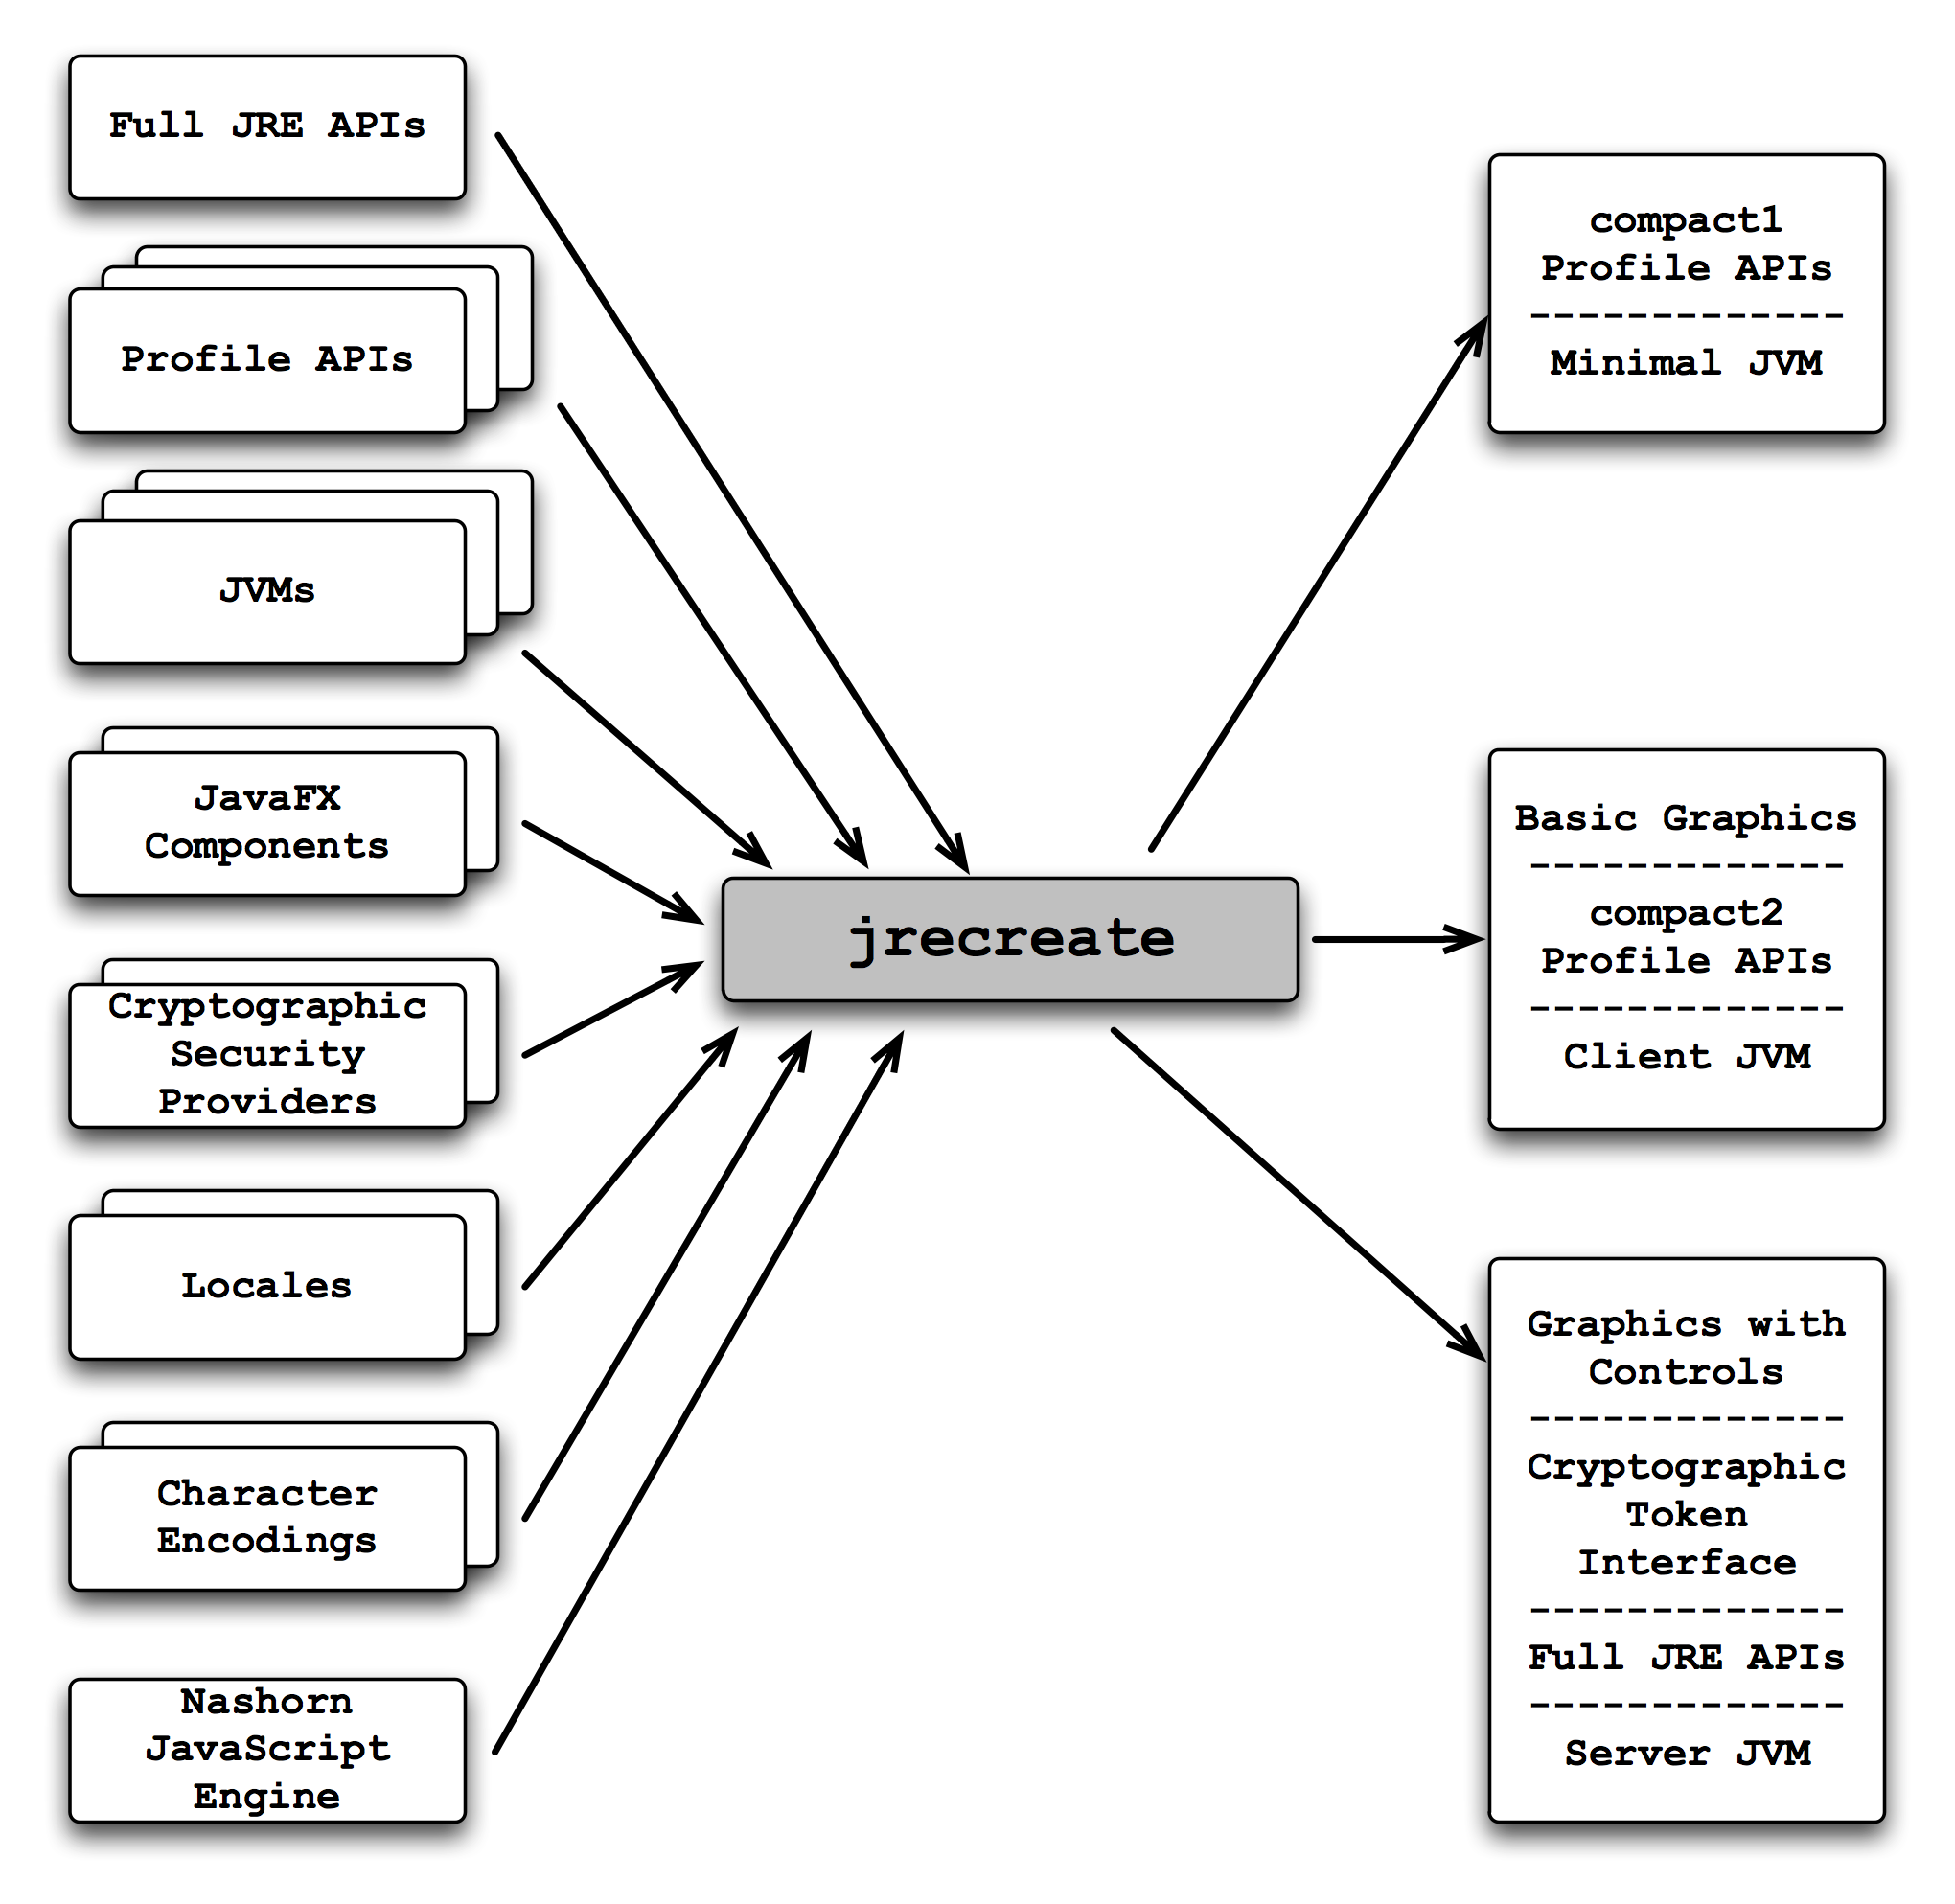 Full JRE APIs
Profile APIs
JVMs
JavaFX
Components
Cryptographic
Security
Providers
Locales
Character
Encodings
Nashorn
JavaScript
Engine
jrecreate
compact1
Profile APIs
-------------
Minimal JVM
Basic Graphics
-------------
compact2
Profile APIs
-------------
Client JVM
Graphics with
Controls
-------------
Cryptographic
Token
Interface
-------------
Full JRE APIs
-------------
Server JVM